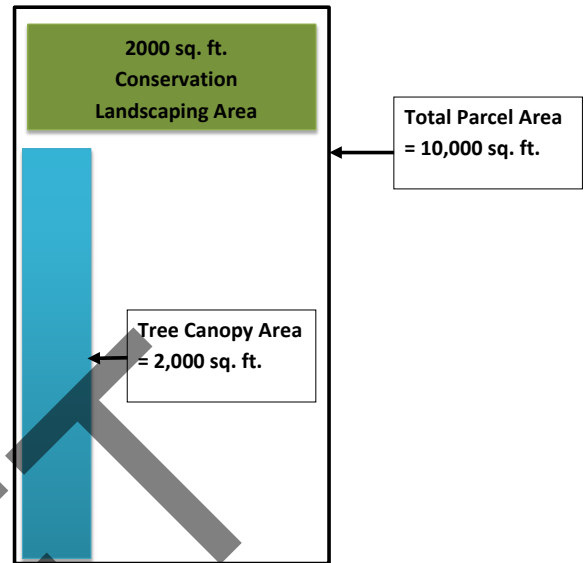 2000 sq. ft.
Conservation
Landscaping Area
Total Parcel Area
= 10,000 sq. ft.
Tree Canopy Area
= 2,000 sq. ft.